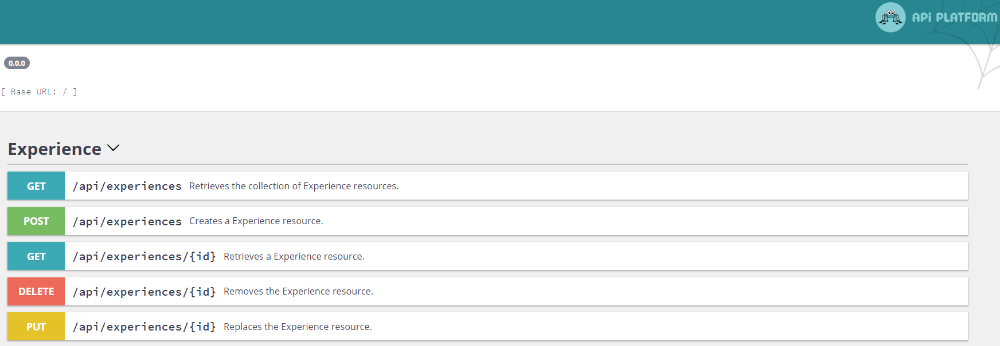 APi PLATFORM
0.0.0
[ Base URL: / ]
Experience
GET /api/experiences Retrieves the collection of Experience resources.
POST /api/experiences Creates a Experience resource.
GET /api/experiences/{id} Retrieves a Experience resource.
DELETE /api/experiences/{id} Removes the Experience resource.
PUT /api/experiences/{id} Replaces the Experience resource.